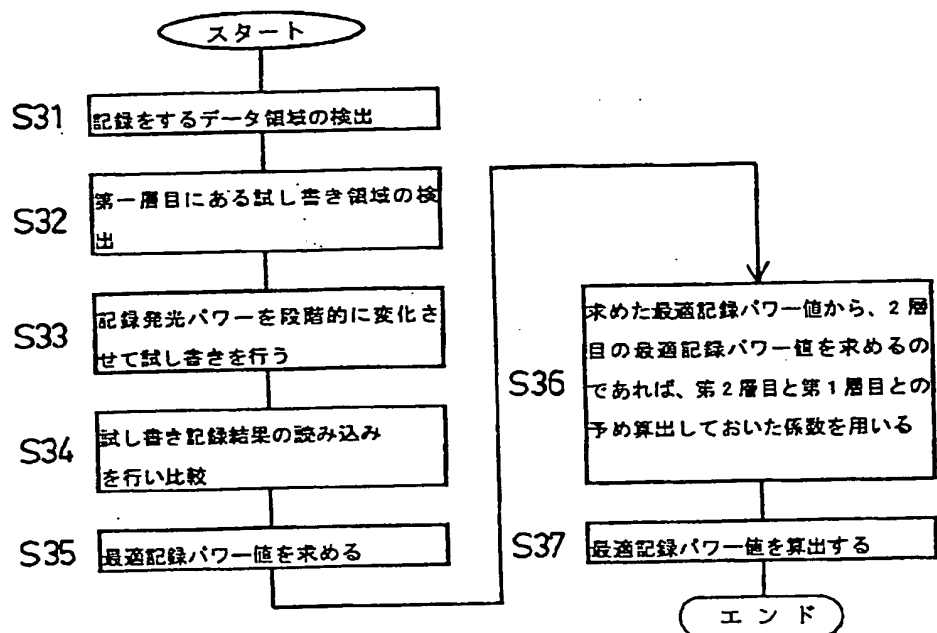 スタート
S31
記録をするデータ領域の検出
S32
第一層目にある試し書き領域の検
出
S33
記録発光パワーを段階的に変化さ
せて試し書きを行う
S34
試し書き記録結果の読み込み
を行い比較
S35
最適記録パワー値を求める
S36
求めた最適記録パワー値から、2層
目の最適記録パワー値を求めるの
であれば、第2層目と第1層目との
予め算出しておいた係数を用いる
S37
最適記録パワー値を算出する
エンド